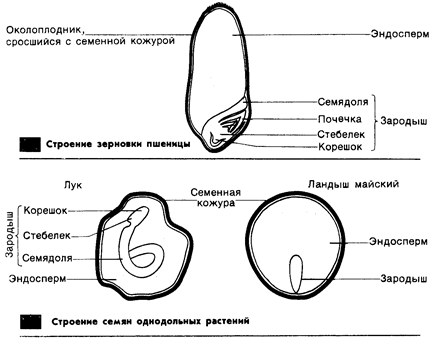 Околоплодник,
сросшийся с семенной кожурой
Эндосперм
Семядоля
Почечка
Стебелек
Корешок
Зародыш
Строение зерновки пшеницы
Лук
Семенная
кожура
Ландыш майский
Зародыш
Корешок
Стебелек
Семядоля
Эндосперм
Эндосперм
Зародыш
Строение семян однодольных растений